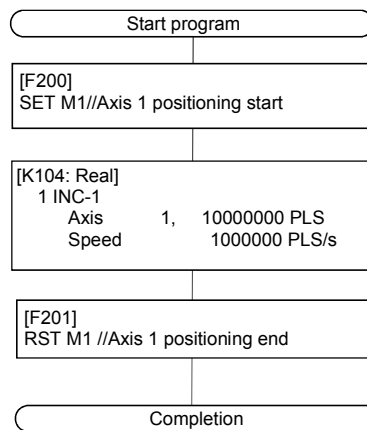 Start program
[F200]
SET M1//Axis 1 positioning start
[K104: Real]
1 INC-1
Axis 1, 10000000 PLS
Speed 1000000 PLS/s
[F201]
RST M1 //Axis 1 positioning end
Completion